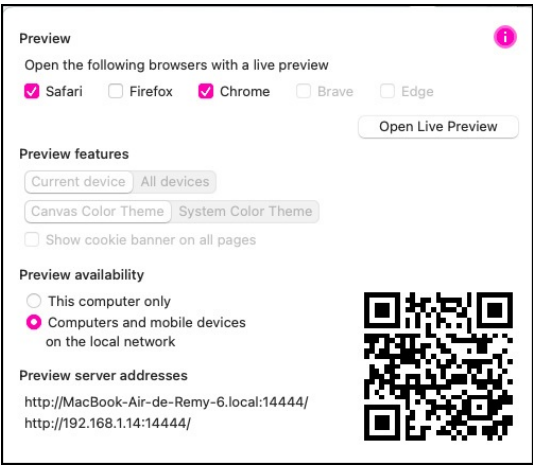 Preview
Open the following browsers with a live preview
Safari Firefox Chrome Brave Edge
Open Live Preview
Preview features
Current device All devices
Canvas Color Theme System Color Theme
Show cookie banner on all pages
Preview availability
This computer only
Computers and mobile devices
on the local network
Preview server addresses
http://MacBook-Air-de-Remy-6.local:14444/
http://192.168.1.14:14444/